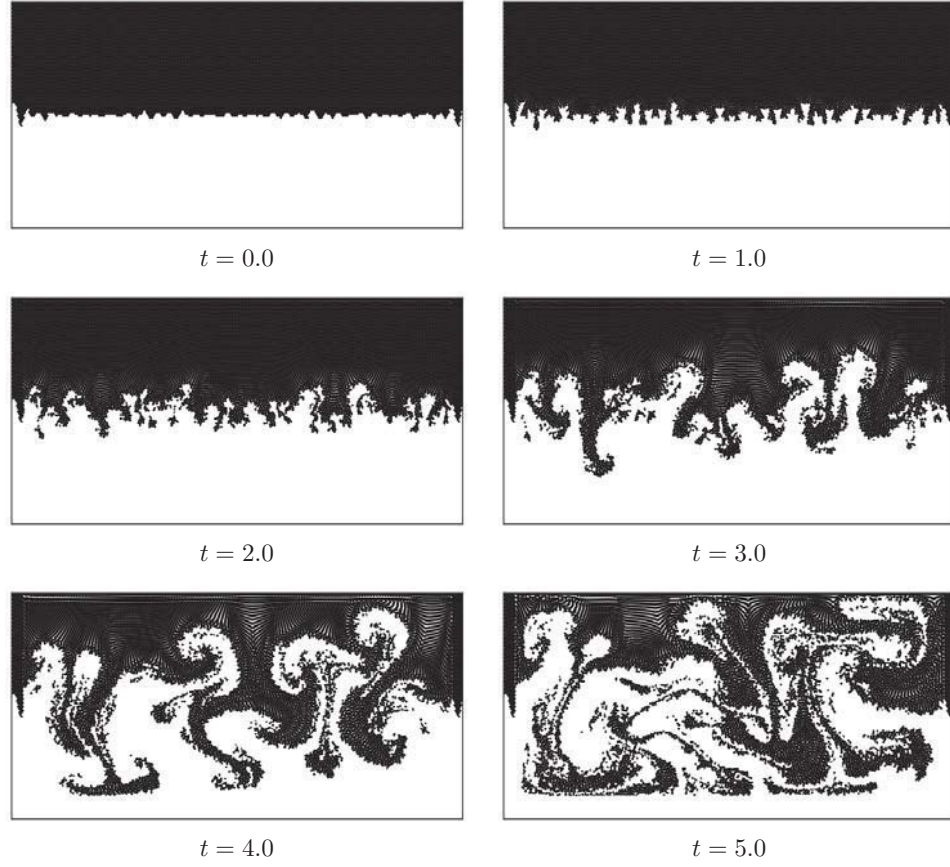 t = 0.0
t = 1.0
t = 2.0
t = 3.0
t = 4.0
t = 5.0